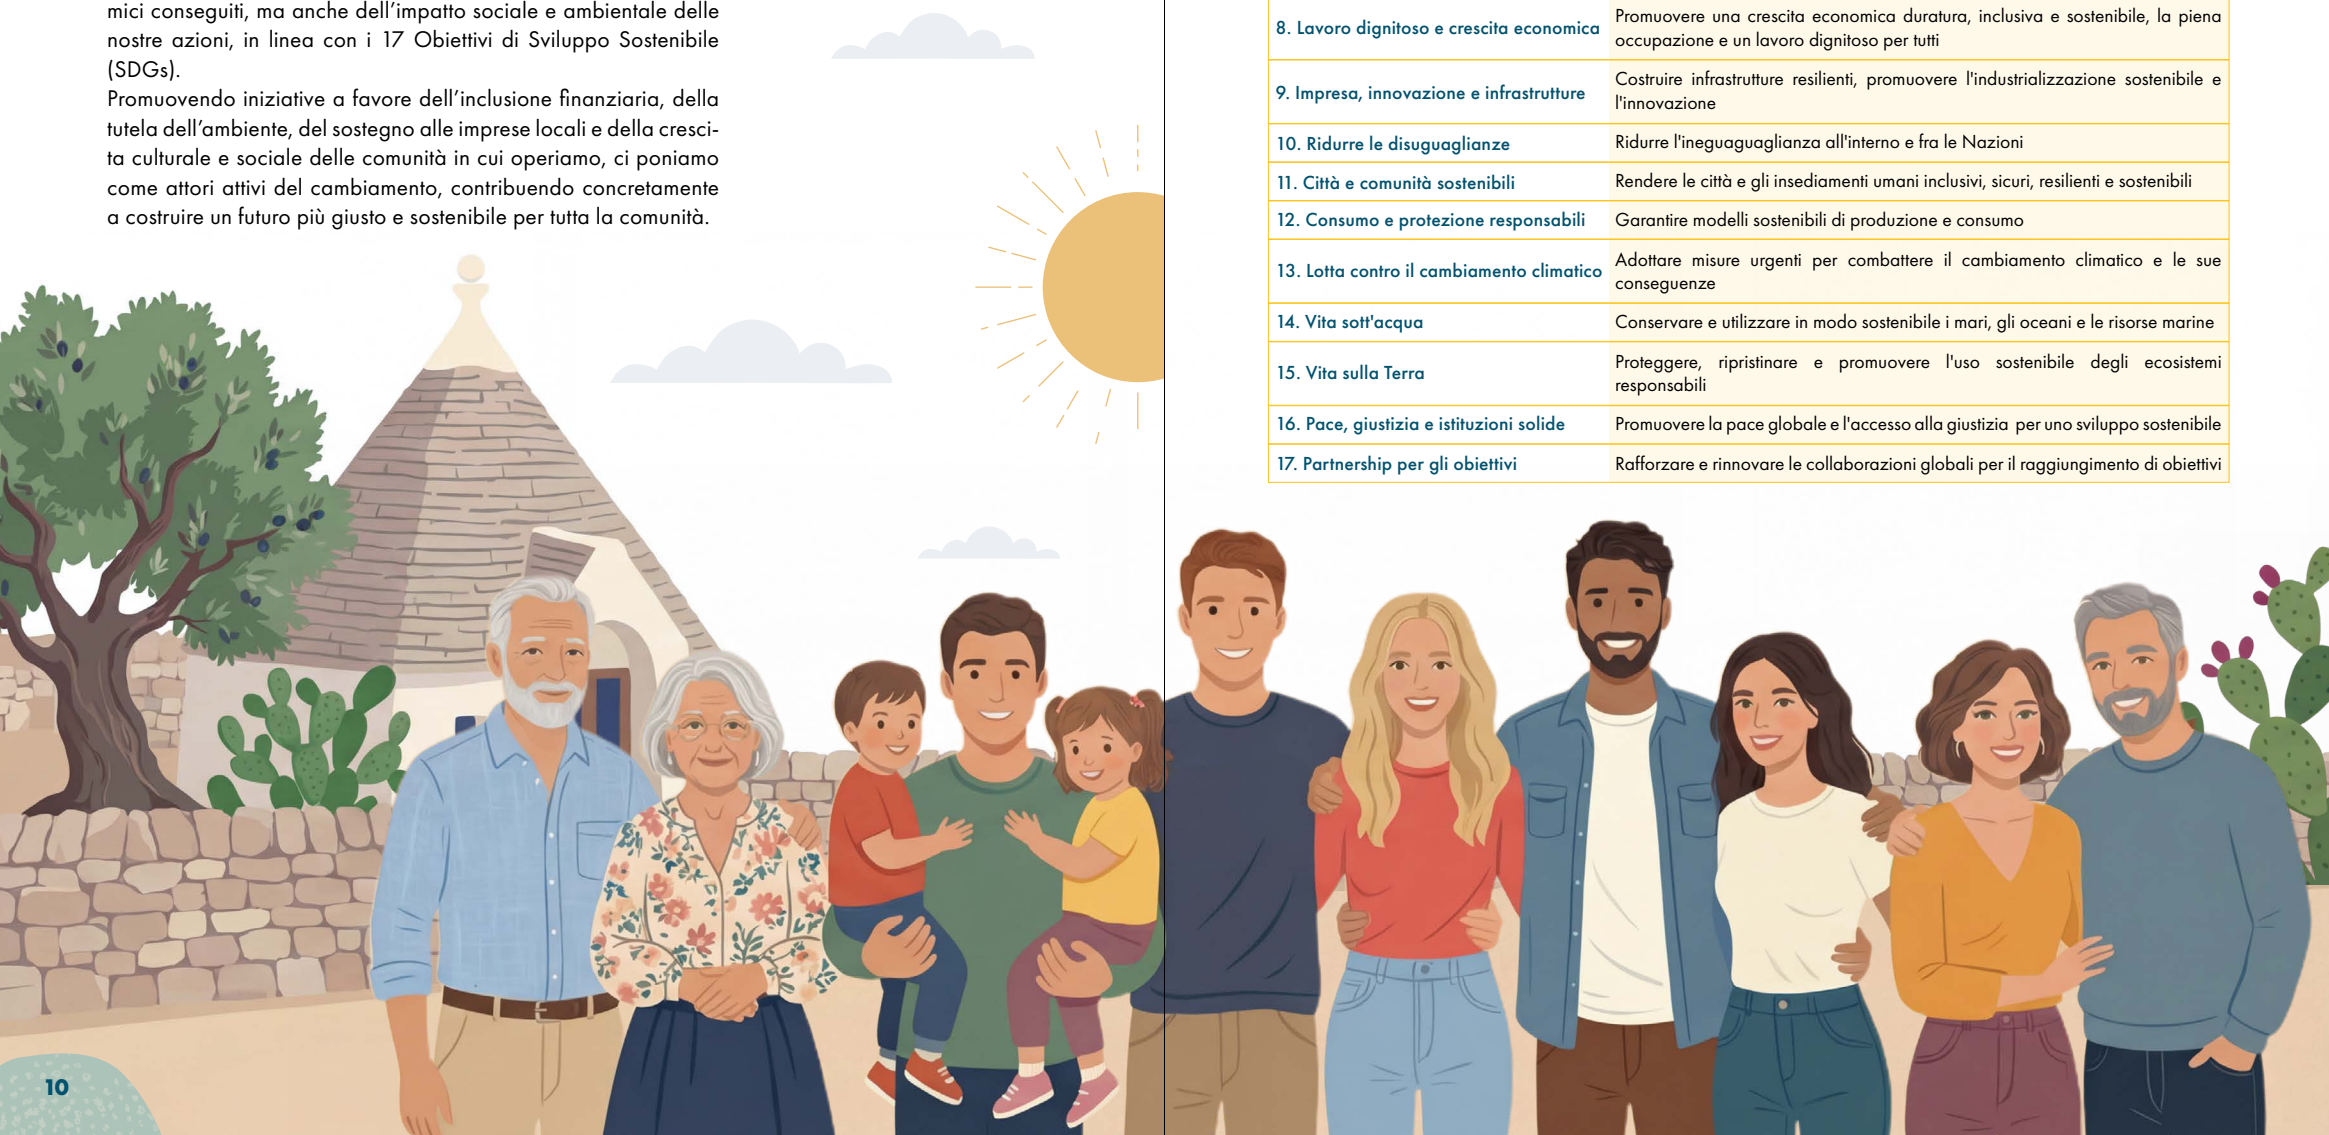 mici conseguiti, ma anche dell’impatto sociale e ambientale delle
nostre azioni, in linea con i 17 Obiettivi di Sviluppo Sostenibile
(SDGs).
Promuovendo iniziative a favore dell’inclusione finanziaria, della
tutela dell’ambiente, del sostegno alle imprese locali e della cresci-
ta culturale e sociale delle comunità in cui operiamo, ci poniamo
come attori attivi del cambiamento, contribuendo concretamente
a costruire un futuro più giusto e sostenibile per tutta la comunità.
10
8. Lavoro dignitoso e crescita economica
Promuovere una crescita economica duratura, inclusiva e sostenibile, la piena
occupazione e un lavoro dignitoso per tutti
9. Impresa, innovazione e infrastrutture
Costruire infrastrutture resilienti, promuovere l'industrializzazione sostenibile e
l'innovazione
10. Ridurre le disuguaglianze
Ridurre l'ineguaguaglianza all'interno e fra le Nazioni
11. Città e comunità sostenibili
Rendere le città e gli insediamenti umani inclusivi, sicuri, resilienti e sostenibili
12. Consumo e protezione responsabili
Garantire modelli sostenibili di produzione e consumo
13. Lotta contro il cambiamento climatico
Adottare misure urgenti per combattere il cambiamento climatico e le sue
conseguenze
14. Vita sott'acqua
Conservare e utilizzare in modo sostenibile i mari, gli oceani e le risorse marine
15. Vita sulla Terra
Proteggere, ripristinare e promuovere l'uso sostenibile degli ecosistemi
responsabili
16. Pace, giustizia e istituzioni solide
Promuovere la pace globale e l'accesso alla giustizia per uno sviluppo sostenibile
17. Partnership per gli obiettivi
Rafforzare e rinnovare le collaborazioni globali per il raggiungimento di obiettivi